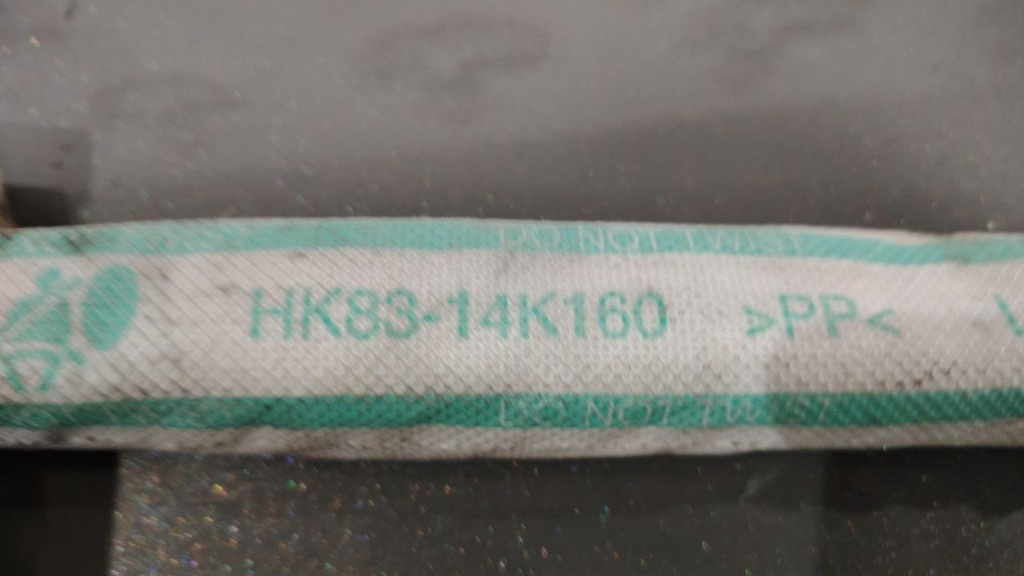 DO NOT TWIST
HK83-14K160 >PP<
DO NOT TWIST